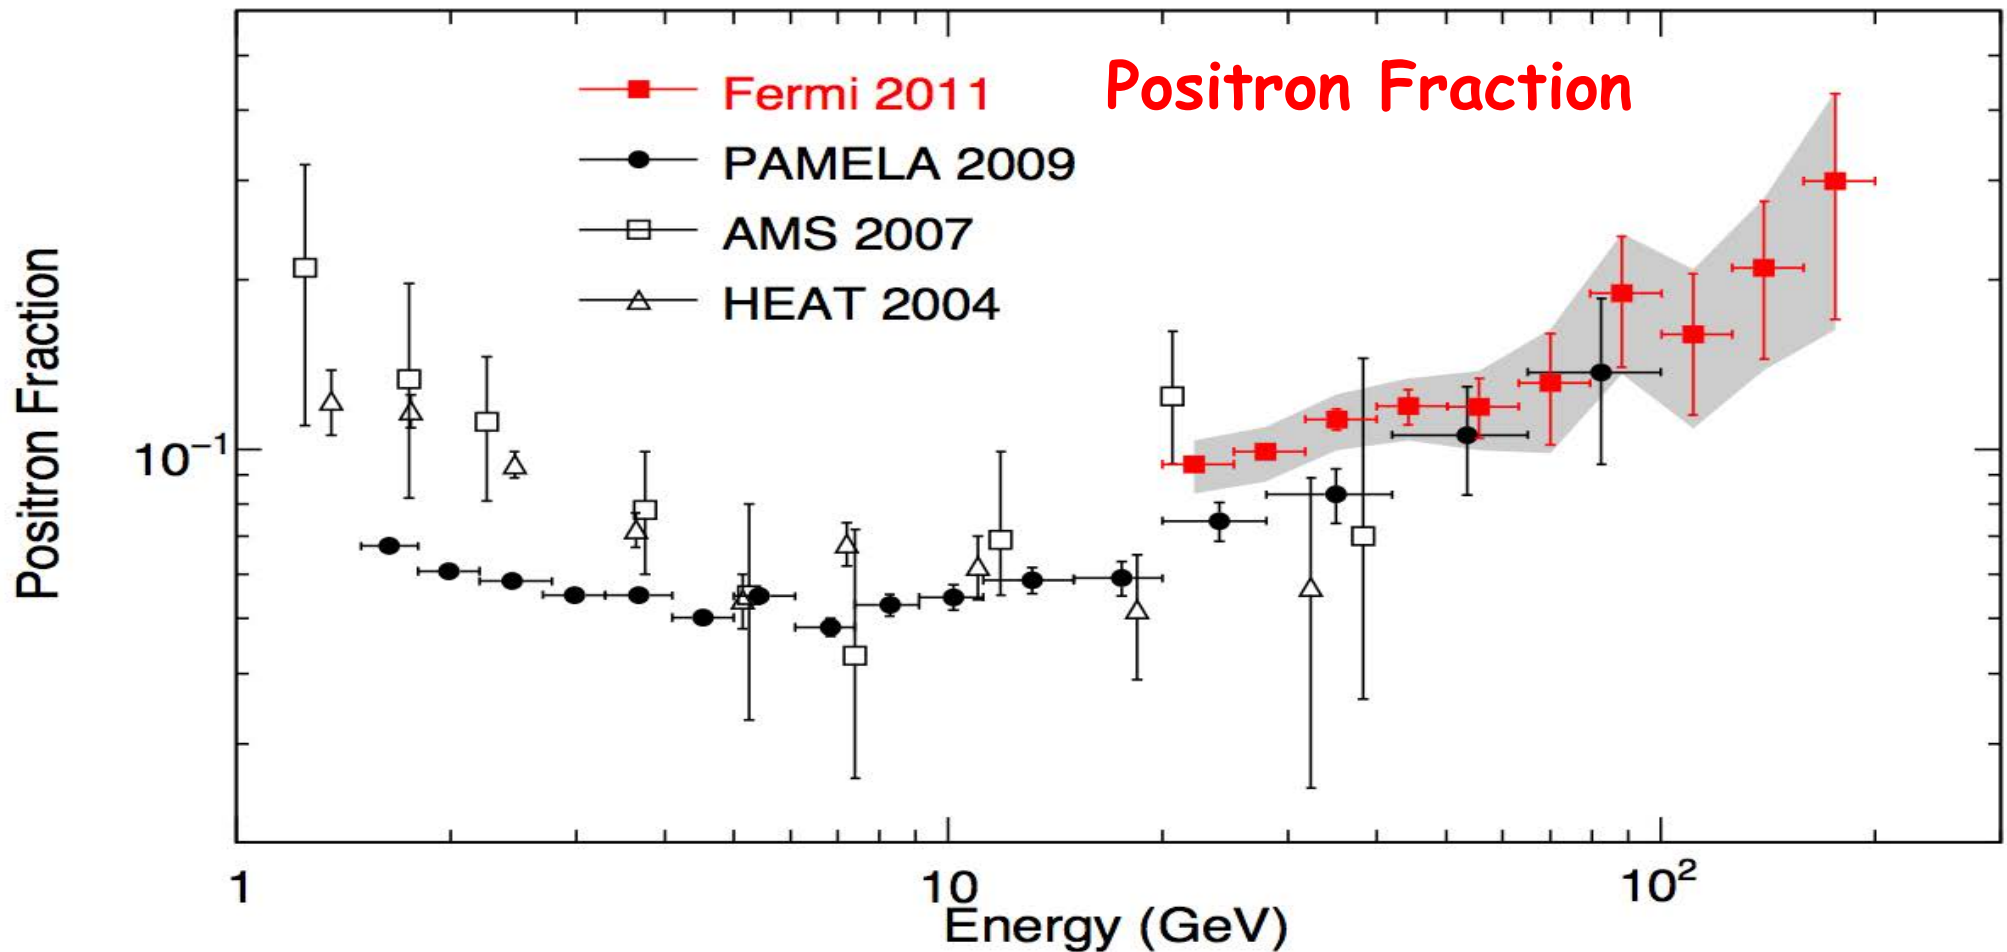 Positron Fraction
Fermi 2011
PAMELA 2009
AMS 2007
HEAT 2004
Positron Fraction
10⁻¹
1
10
10²
Energy (GeV)